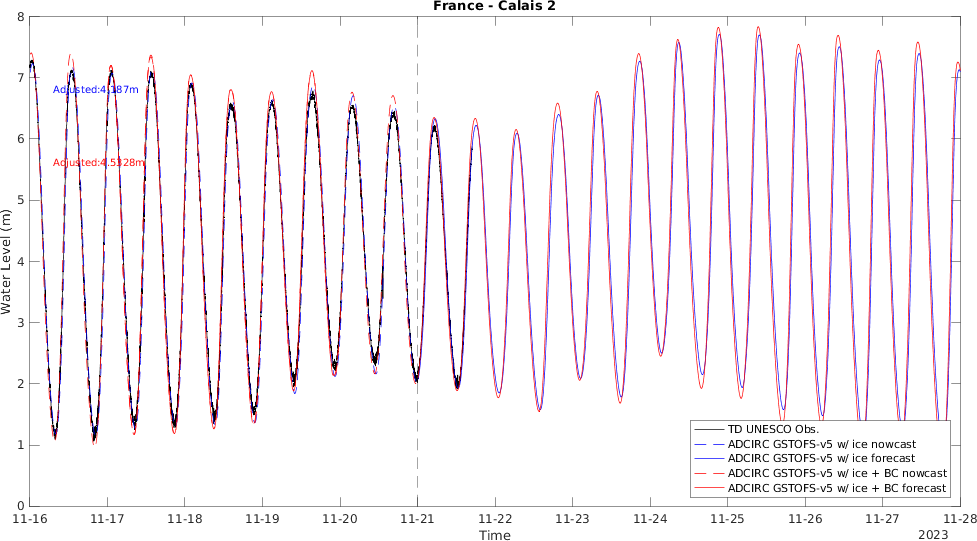 France - Calais 2
8
7
6
5
4
3
2
1
0
Water Level (m)
Adjusted:4.187m
Adjusted:4.5328m
TD UNESCO Obs.
ADCIRC GSTOFS-v5 w/ ice nowcast
ADCIRC GSTOFS-v5 w/ ice forecast
ADCIRC GSTOFS-v5 w/ ice + BC nowcast
ADCIRC GSTOFS-v5 w/ ice + BC forecast
11-16 11-17 11-18 11-19 11-20 11-21 11-22 11-23 11-24 11-25 11-26 11-27 11-28
Time
2023